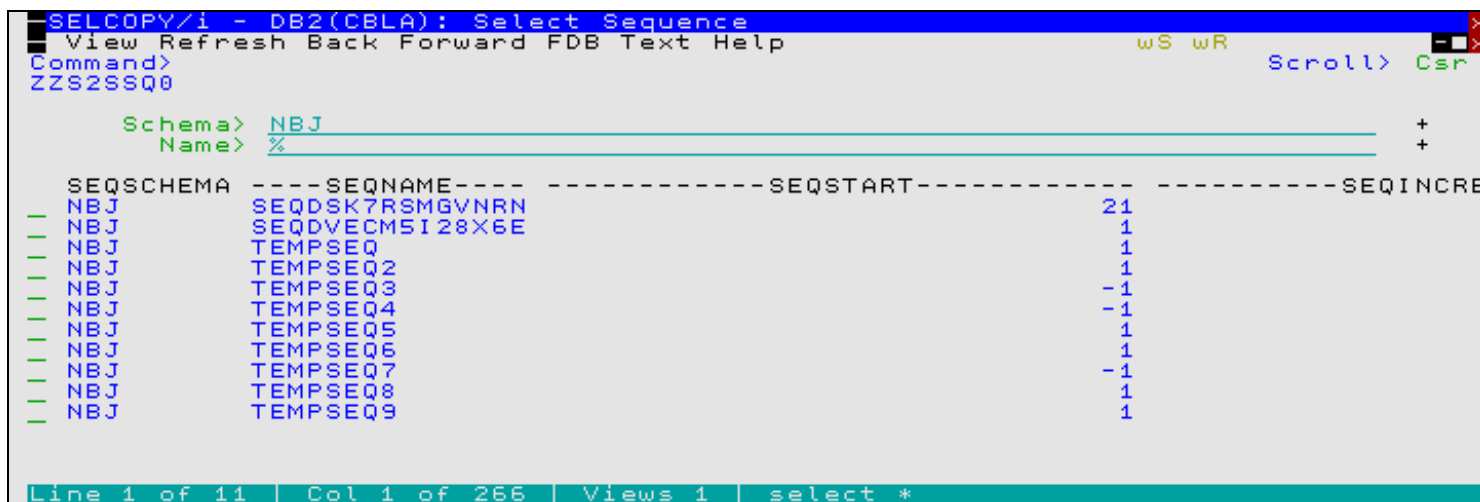 SELCOPY/i - DB2(CBLA): Select Sequence
View Refresh Back Forward FDB Text Help wS wR
Command> Scroll> Csr
ZZS2SSQ0
Schema> NBJ +
Name> % +
SEQSCHEMA ----SEQNAME---- ------------SEQSTART------------ ----------SEQINCRE
_ NBJ SEQDSK7RSMGVNRN 21
_ NBJ SEQDVECM5I28X6E 1
_ NBJ TEMPSEQ 1
_ NBJ TEMPSEQ2 1
_ NBJ TEMPSEQ3 -1
_ NBJ TEMPSEQ4 -1
_ NBJ TEMPSEQ5 1
_ NBJ TEMPSEQ6 1
_ NBJ TEMPSEQ7 -1
_ NBJ TEMPSEQ8 1
_ NBJ TEMPSEQ9 1
Line 1 of 11 | Col 1 of 266 | Views 1 | select *